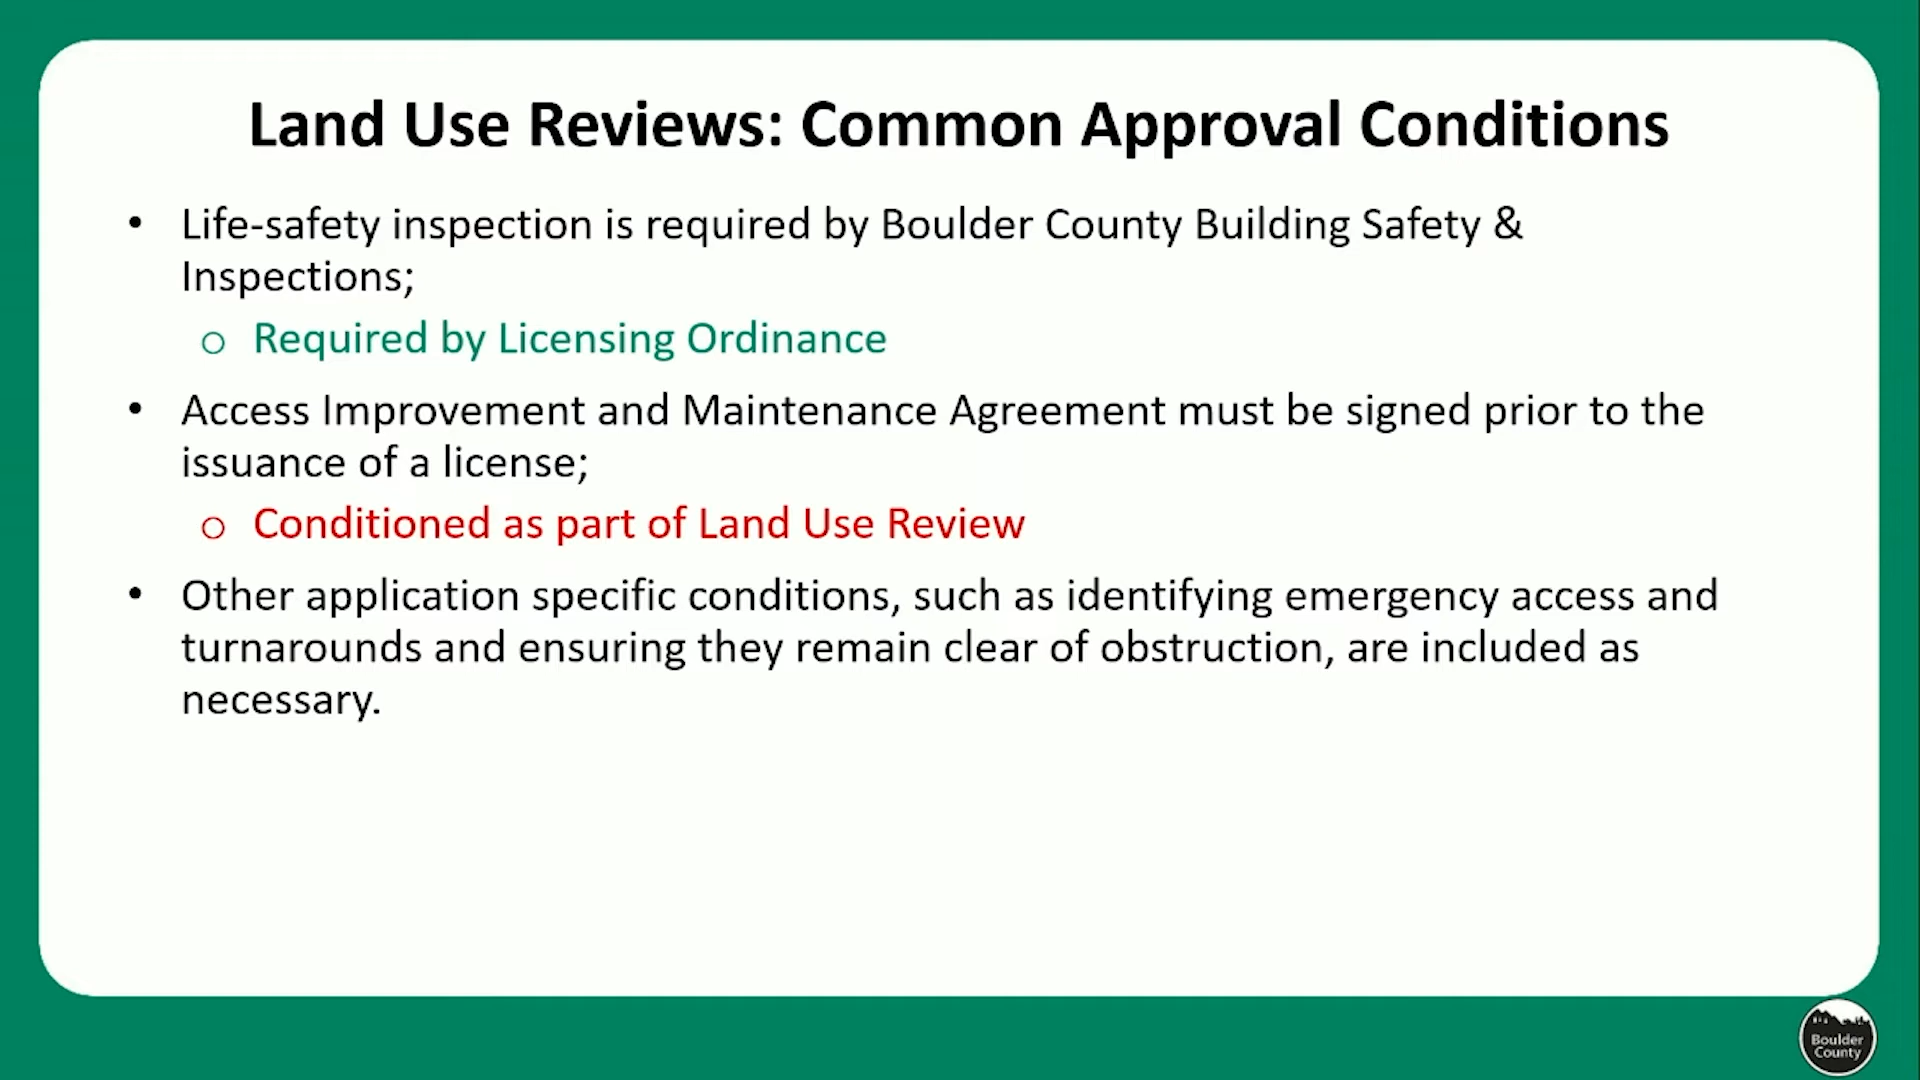 Land Use Reviews: Common Approval Conditions
• Life-safety inspection is required by Boulder County Building Safety &
Inspections;
o Required by Licensing Ordinance
• Access Improvement and Maintenance Agreement must be signed prior to the
issuance of a license;
o Conditioned as part of Land Use Review
• Other application specific conditions, such as identifying emergency access and
turnarounds and ensuring they remain clear of obstruction, are included as
necessary.
Boulder
County